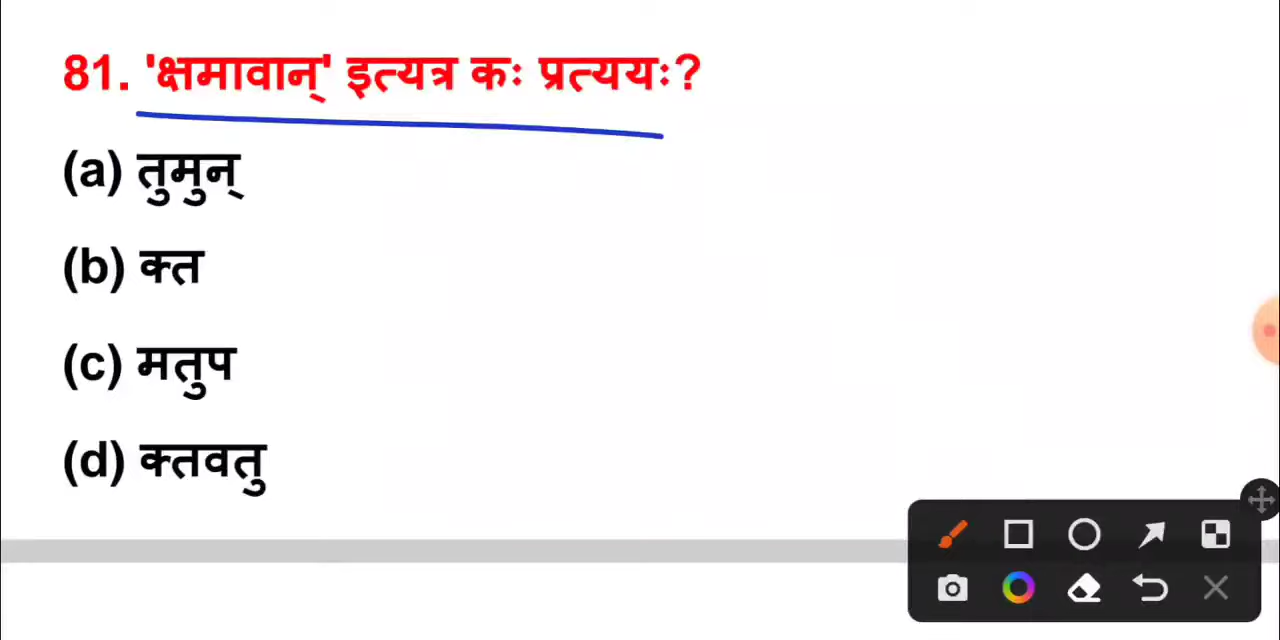 81. 'क्षमावान्' इत्यत्र कः प्रत्ययः?
(a) तुमुन्
(b) क्त
(c) मतुप
(d) क्तवतु